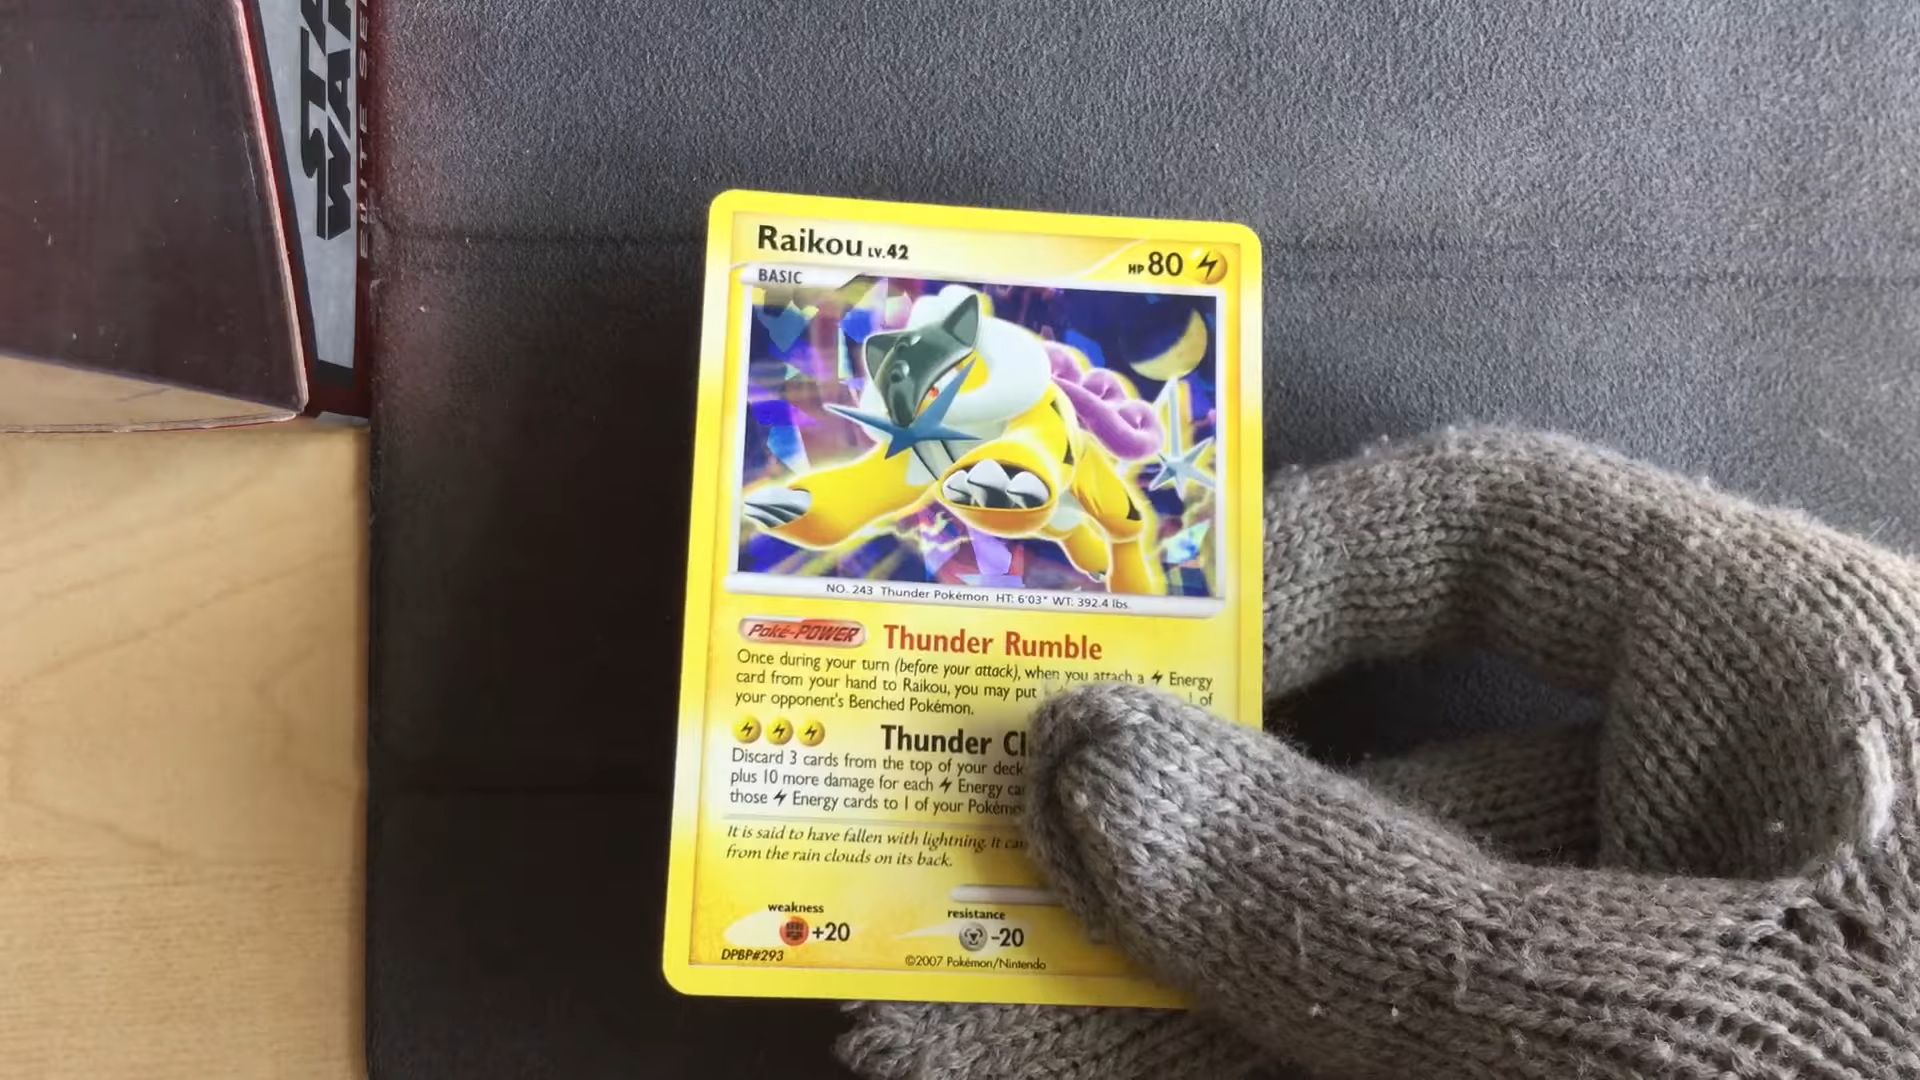 STAR
WARS
ELITE SE
Raikou LV.42
HP 80
BASIC
NO. 243 Thunder Pokémon HT: 6'03" WT: 392.4 lbs.
Poké-POWER Thunder Rumble
Once during your turn (before your attack), when you attach a Energy
card from your hand to Raikou, you may put 1 of
your opponent's Benched Pokémon.
Thunder Cl
Discard 3 cards from the top of your deck
plus 10 more damage for each Energy ca
those Energy cards to 1 of your Pokémo
It is said to have fallen with lightning. It ca
from the rain clouds on its back.
weakness
+20
resistance
-20
DPBP#293
©2007 Pokémon/Nintendo